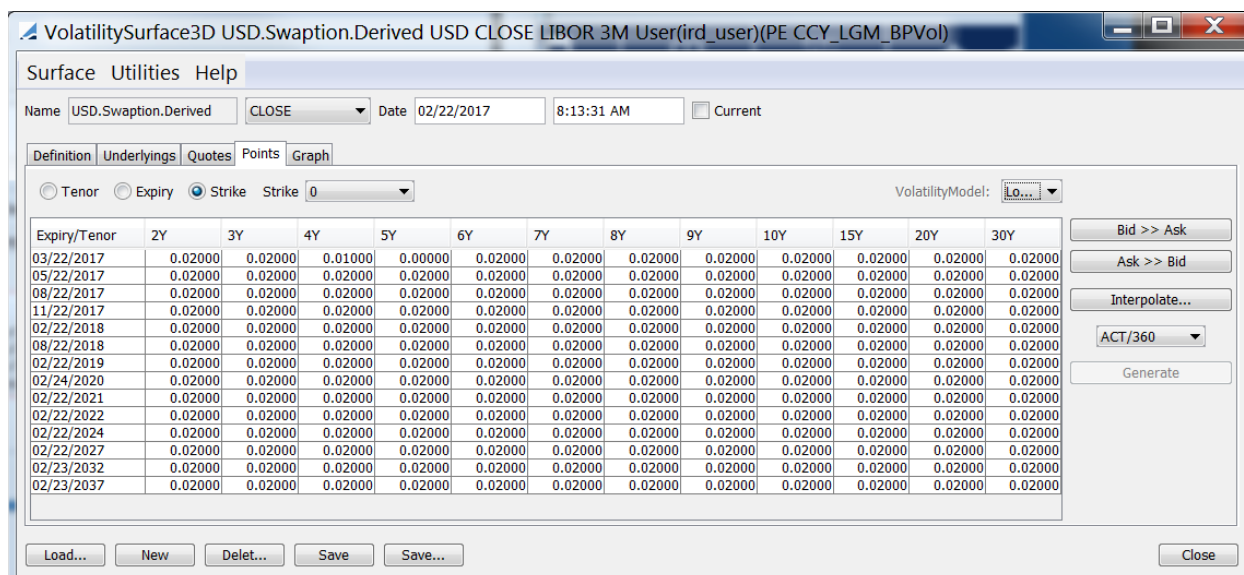 VolatilitySurface3D USD.Swaption.Derived USD CLOSE LIBOR 3M User(ird_user)(PE CCY_LGM_BPVol)
Surface Utilities Help
Name USD.Swaption.Derived CLOSE Date 02/22/2017 8:13:31 AM Current
Definition Underlyings Quotes Points Graph
Tenor Expiry Strike Strike 0 VolatilityModel: Lo...
Expiry/Tenor 2Y 3Y 4Y 5Y 6Y 7Y 8Y 9Y 10Y 15Y 20Y 30Y
03/22/2017 0.02000 0.02000 0.01000 0.00000 0.02000 0.02000 0.02000 0.02000 0.02000 0.02000 0.02000 0.02000
05/22/2017 0.02000 0.02000 0.02000 0.02000 0.02000 0.02000 0.02000 0.02000 0.02000 0.02000 0.02000 0.02000
08/22/2017 0.02000 0.02000 0.02000 0.02000 0.02000 0.02000 0.02000 0.02000 0.02000 0.02000 0.02000 0.02000
11/22/2017 0.02000 0.02000 0.02000 0.02000 0.02000 0.02000 0.02000 0.02000 0.02000 0.02000 0.02000 0.02000
02/22/2018 0.02000 0.02000 0.02000 0.02000 0.02000 0.02000 0.02000 0.02000 0.02000 0.02000 0.02000 0.02000
08/22/2018 0.02000 0.02000 0.02000 0.02000 0.02000 0.02000 0.02000 0.02000 0.02000 0.02000 0.02000 0.02000
02/22/2019 0.02000 0.02000 0.02000 0.02000 0.02000 0.02000 0.02000 0.02000 0.02000 0.02000 0.02000 0.02000
02/24/2020 0.02000 0.02000 0.02000 0.02000 0.02000 0.02000 0.02000 0.02000 0.02000 0.02000 0.02000 0.02000
02/22/2021 0.02000 0.02000 0.02000 0.02000 0.02000 0.02000 0.02000 0.02000 0.02000 0.02000 0.02000 0.02000
02/22/2022 0.02000 0.02000 0.02000 0.02000 0.02000 0.02000 0.02000 0.02000 0.02000 0.02000 0.02000 0.02000
02/22/2024 0.02000 0.02000 0.02000 0.02000 0.02000 0.02000 0.02000 0.02000 0.02000 0.02000 0.02000 0.02000
02/22/2027 0.02000 0.02000 0.02000 0.02000 0.02000 0.02000 0.02000 0.02000 0.02000 0.02000 0.02000 0.02000
02/23/2032 0.02000 0.02000 0.02000 0.02000 0.02000 0.02000 0.02000 0.02000 0.02000 0.02000 0.02000 0.02000
02/23/2037 0.02000 0.02000 0.02000 0.02000 0.02000 0.02000 0.02000 0.02000 0.02000 0.02000 0.02000 0.02000
Bid >> Ask
Ask >> Bid
Interpolate...
ACT/360
Generate
Load... New Delet... Save Save... Close